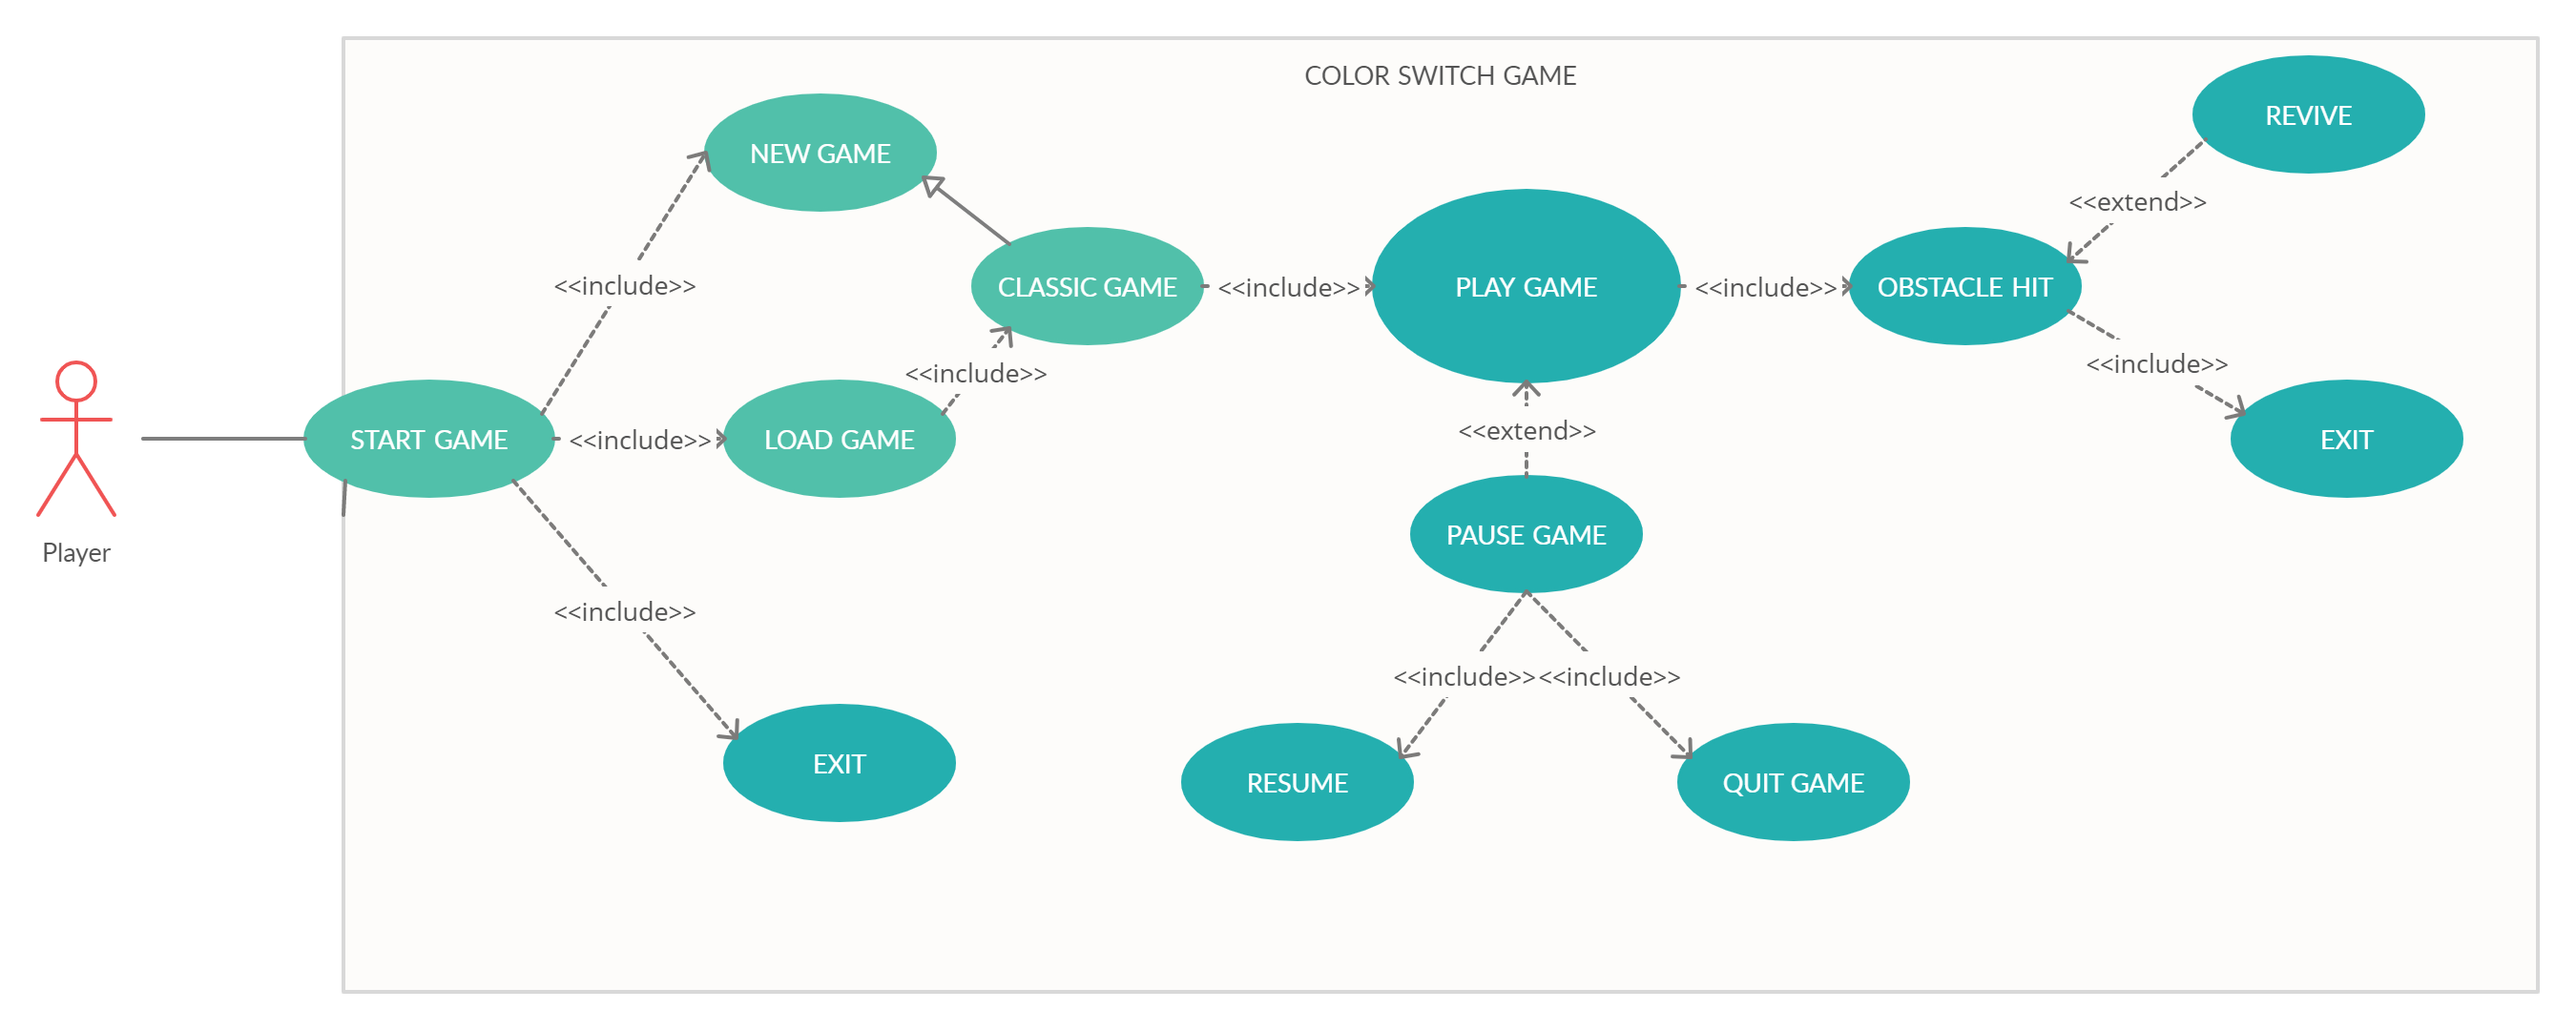 COLOR SWITCH GAME
REVIVE
NEW GAME
<<extend>>
<<include>>
CLASSIC GAME
<<include>>
PLAY GAME
<<include>>
OBSTACLE HIT
<<include>>
<<include>>
<<extend>>
START GAME
<<include>>
LOAD GAME
EXIT
PAUSE GAME
Player
<<include>>
<<include>>
<<include>>
EXIT
RESUME
QUIT GAME